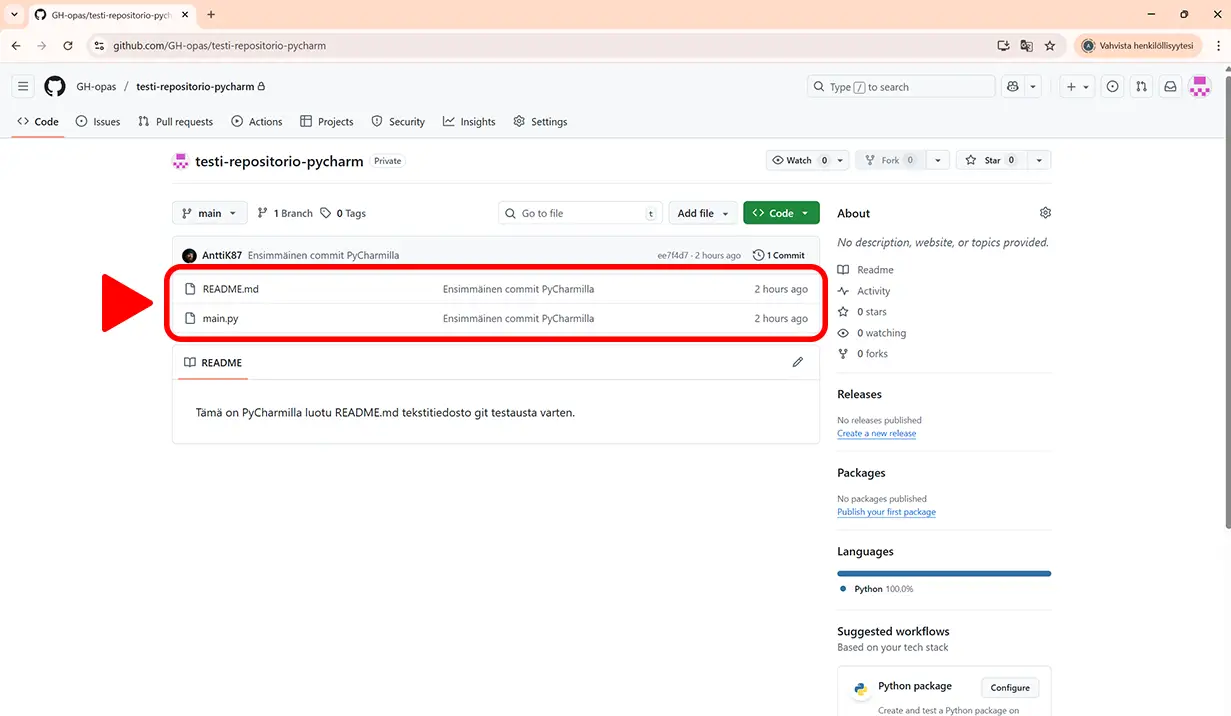 GH-opas/testi-repositorio-pych
github.com/GH-opas/testi-repositorio-pycharm
Vahvista henkilöllisyytesi
GH-opas / testi-repositorio-pycharm
Type / to search
Code Issues Pull requests Actions Projects Security Insights Settings
testi-repositorio-pycharm Private
Watch 0 Fork 0 Star 0
main 1 Branch 0 Tags Go to file t Add file Code
AnttiK87 Ensimmäinen commit PyCharmilla ee7f4d7 · 2 hours ago 1 Commit
README.md Ensimmäinen commit PyCharmilla 2 hours ago
main.py Ensimmäinen commit PyCharmilla 2 hours ago
README
Tämä on PyCharmilla luotu README.md tekstitiedosto git testausta varten.
About
No description, website, or topics provided.
Readme
Activity
0 stars
0 watching
0 forks
Releases
No releases published
Create a new release
Packages
No packages published
Publish your first package
Languages
Python 100.0%
Suggested workflows
Based on your tech stack
Python package Configure
Create and test a Python package on